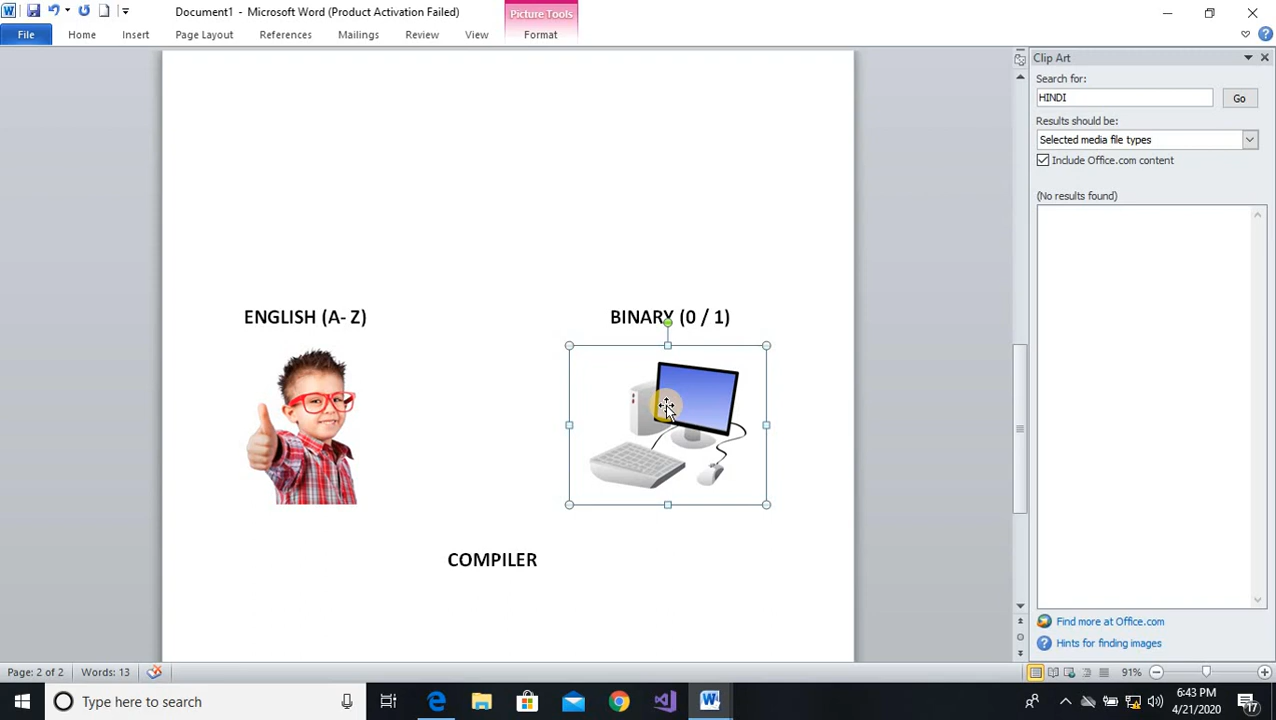 Document1 - Microsoft Word (Product Activation Failed)
Picture Tools
File
Home
Insert
Page Layout
References
Mailings
Review
View
Format
ENGLISH (A- Z)
BINARY (0 / 1)
COMPILER
Clip Art
Search for:
HINDI
Go
Results should be:
Selected media file types
Include Office.com content
(No results found)
Find more at Office.com
Hints for finding images
Page: 2 of 2
Words: 13
91%
Type here to search
6:43 PM
4/21/2020
17